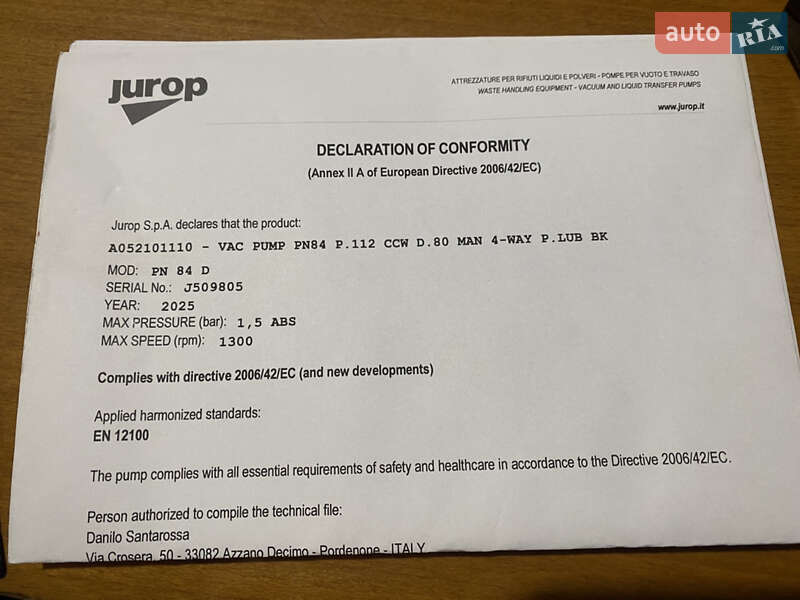 auto RIA .com
jurop
ATTREZZATURE PER RIFIUTI LIQUIDI E POLVERI - POMPE PER VUOTO E TRAVASO
WASTE HANDLING EQUIPMENT - VACUUM AND LIQUID TRANSFER PUMPS
www.jurop.it
DECLARATION OF CONFORMITY
(Annex II A of European Directive 2006/42/EC)
Jurop S.p.A. declares that the product:
A052101110 - VAC PUMP PN84 P.112 CCW D.80 MAN 4-WAY P.LUB BK
MOD: PN 84 D
SERIAL No.: J509805
YEAR: 2025
MAX PRESSURE (bar): 1,5 ABS
MAX SPEED (rpm): 1300
Complies with directive 2006/42/EC (and new developments)
Applied harmonized standards:
EN 12100
The pump complies with all essential requirements of safety and healthcare in accordance to the Directive 2006/42/EC.
Person authorized to compile the technical file:
Danilo Santarossa
Via Crosera, 50 - 33082 Azzano Decimo - Pordenone - ITALY